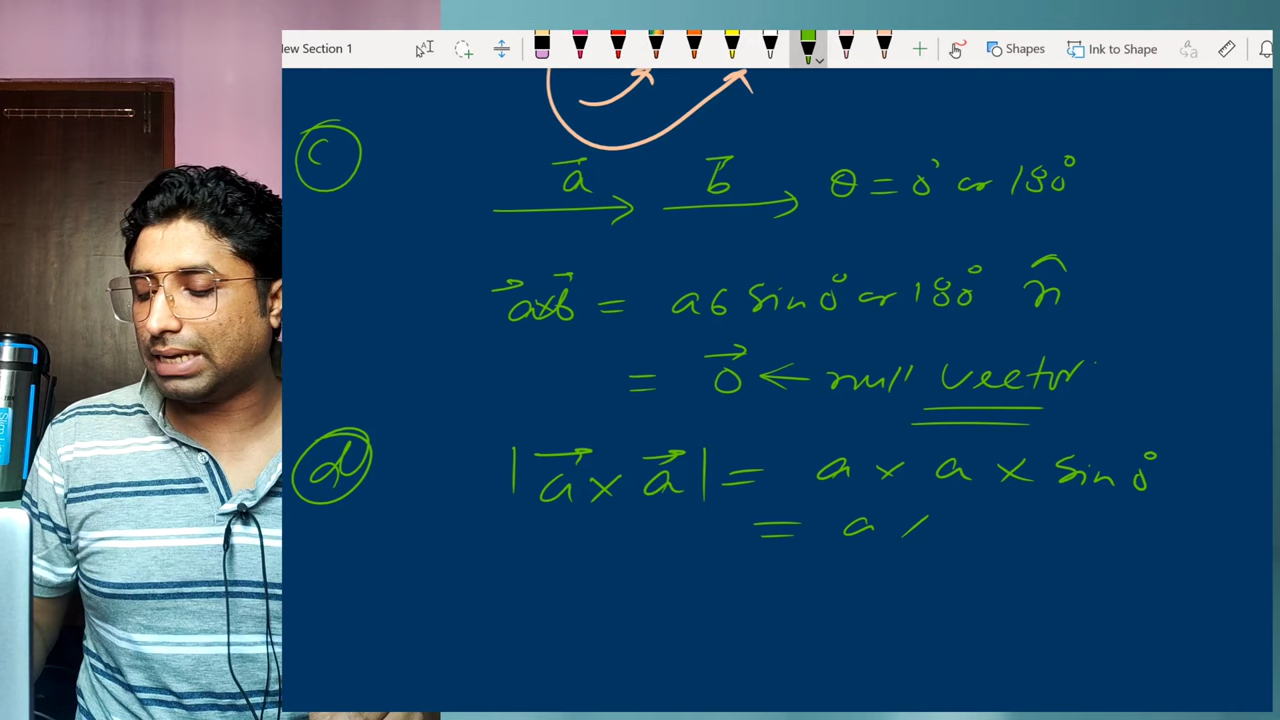 New Section 1 Shapes Ink to Shape
(c)
→a →b θ = 0° or 180°
→a × →b = ab sin 0° or 180° n̂
= →0 ← null vector
(d)
|→a × →a| = a × a × sin 0°
= a